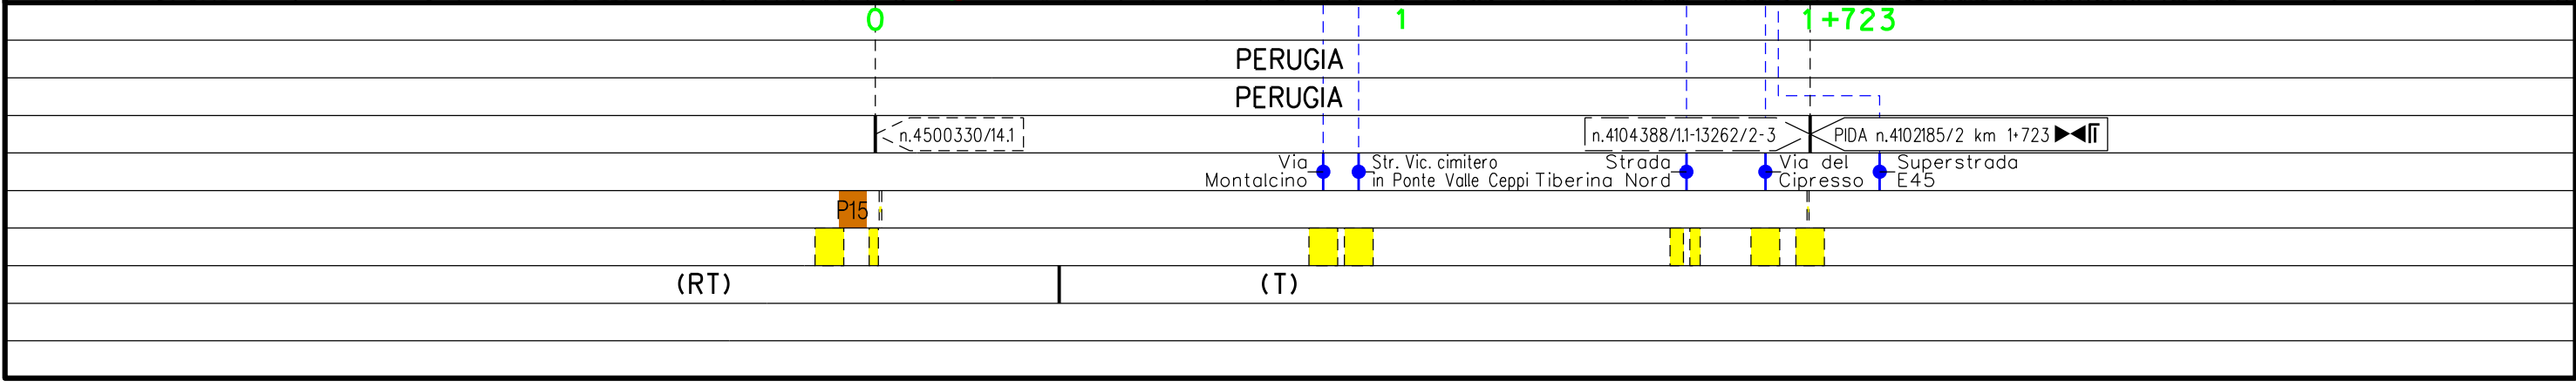 0 1 1+723
PERUGIA
PERUGIA
n.4500330/14.1 n.4104388/1.1-13262/2-3 PIDA n.4102185/2 km 1+723
Via Str. Vic. cimitero Strada Via del Superstrada
Montalcino in Ponte Valle Ceppi Tiberina Nord Cipresso E45
P15
(RT) (T)